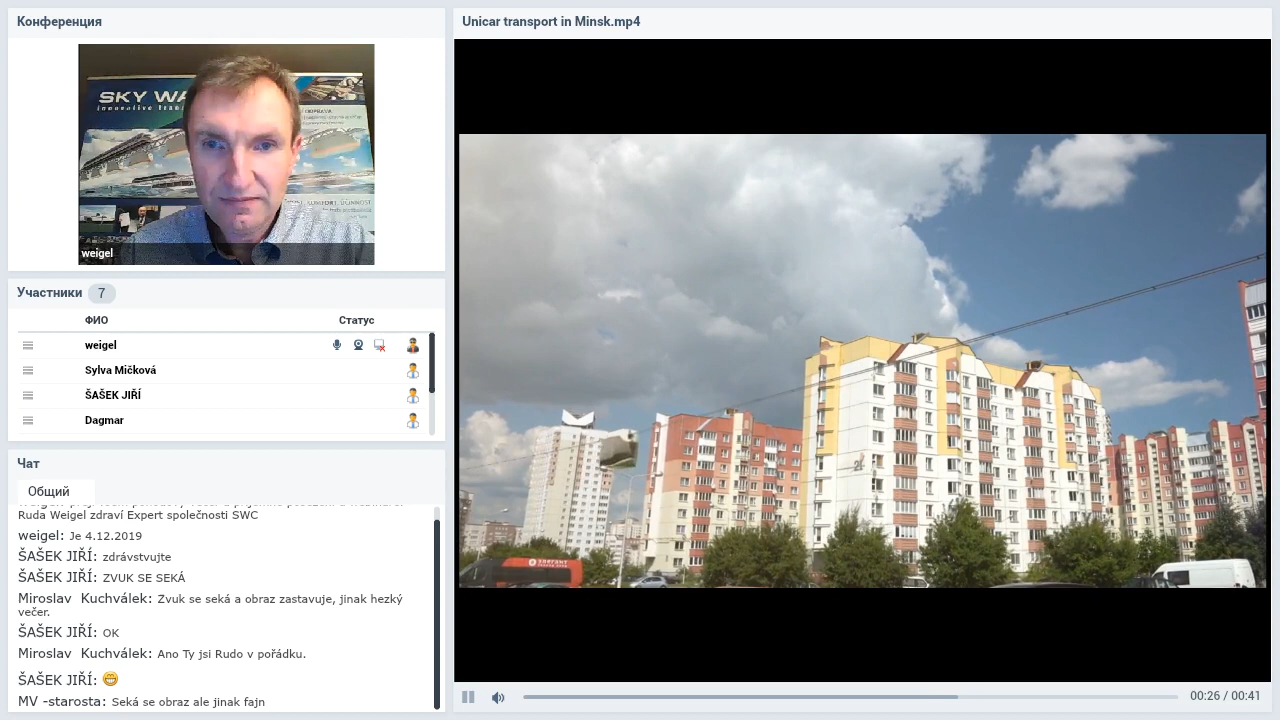 Конференция
SKY WA
weigel
Участники 7
ФИО Статус
weigel
Sylva Mičková
ŠAŠEK JIŘÍ
Dagmar
Чат
Общий
Ruda Weigel zdraví Expert společnosti SWC
weigel: Je 4.12.2019
ŠAŠEK JIŘÍ: zdrávstvujte
ŠAŠEK JIŘÍ: ZVUK SE SEKÁ
Miroslav Kuchválek: Zvuk se seká a obraz zastavuje, jinak hezký
večer.
ŠAŠEK JIŘÍ: OK
Miroslav Kuchválek: Ano Ty jsi Rudo v pořádku.
ŠAŠEK JIŘÍ:
MV -starosta: Seká se obraz ale jinak fajn
Unicar transport in Minsk.mp4
00:26 / 00:41